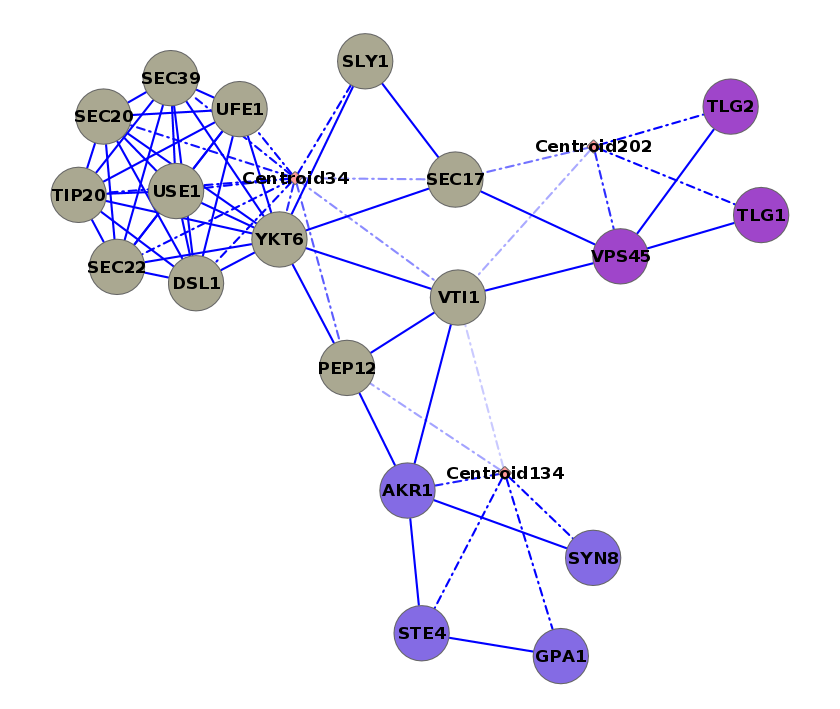 SLY1
SEC39
UFE1
TLG2
SEC20
Centroid202
Centroid34
SEC17
USE1
TIP20
TLG1
YKT6
VPS45
SEC22
DSL1
VTI1
PEP12
Centroid134
AKR1
SYN8
STE4
GPA1